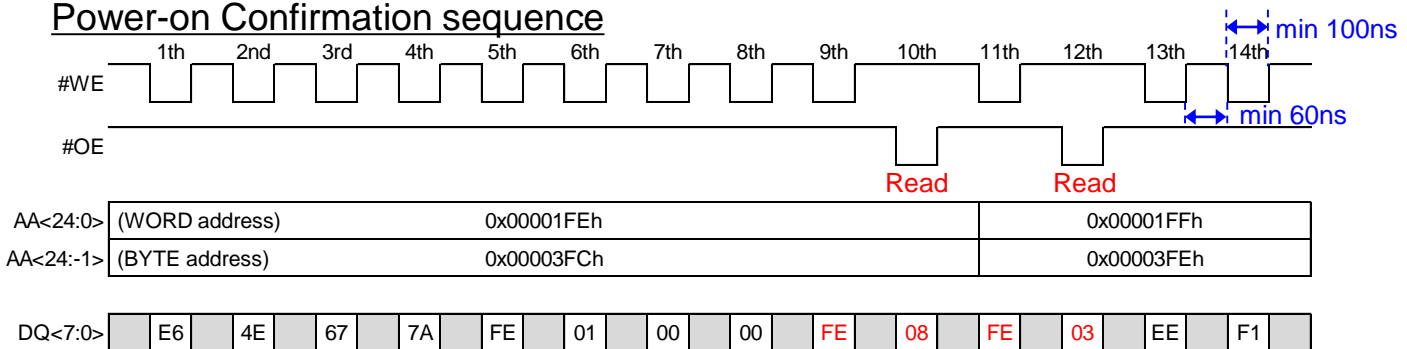 Power-on Confirmation sequence
min 100ns
1th 2nd 3rd 4th 5th 6th 7th 8th 9th 10th 11th 12th 13th 14th
#WE
min 60ns
#OE
Read Read
AA<24:0> (WORD address) 0x00001FEh 0x00001FFh
AA<24:-1> (BYTE address) 0x00003FCh 0x00003FEh
DQ<7:0> E6 4E 67 7A FE 01 00 00 FE 08 FE 03 EE F1